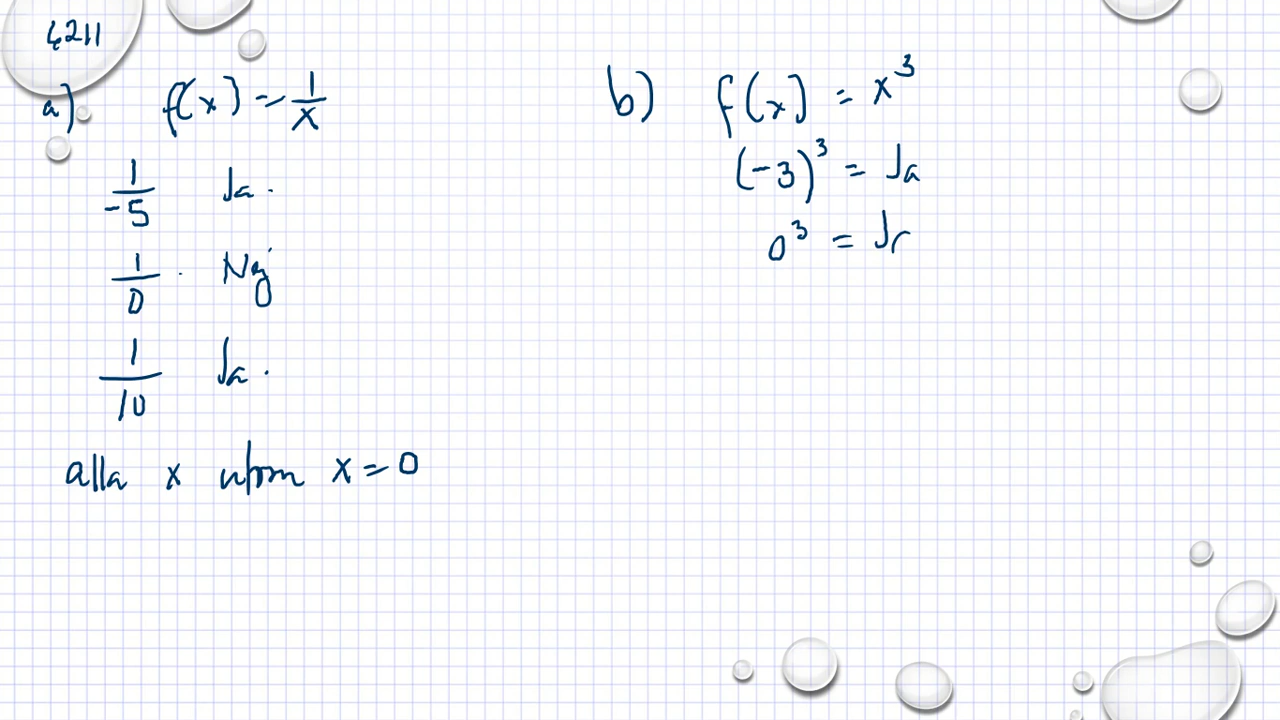 4211
a) f(x) = 1/x
1/-5 Ja.
1/0 . Nej
1/10 Ja.
alla x utom x = 0
b) f(x) = x³
(-3)³ = Ja
0³ = J